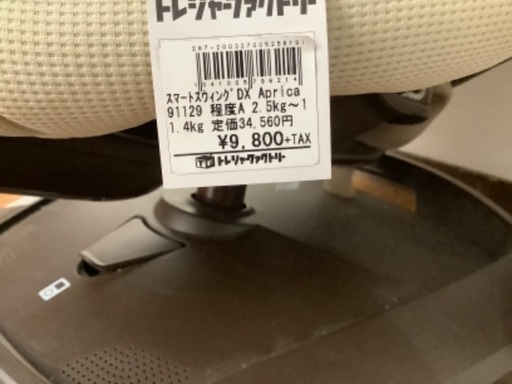 トレジャーファクトリー
スマートスウィングDX Aprica
91129 程度A 2.5kg～1
1.4kg 定価34,560円
¥9,800+TAX
トレジャーファクトリー